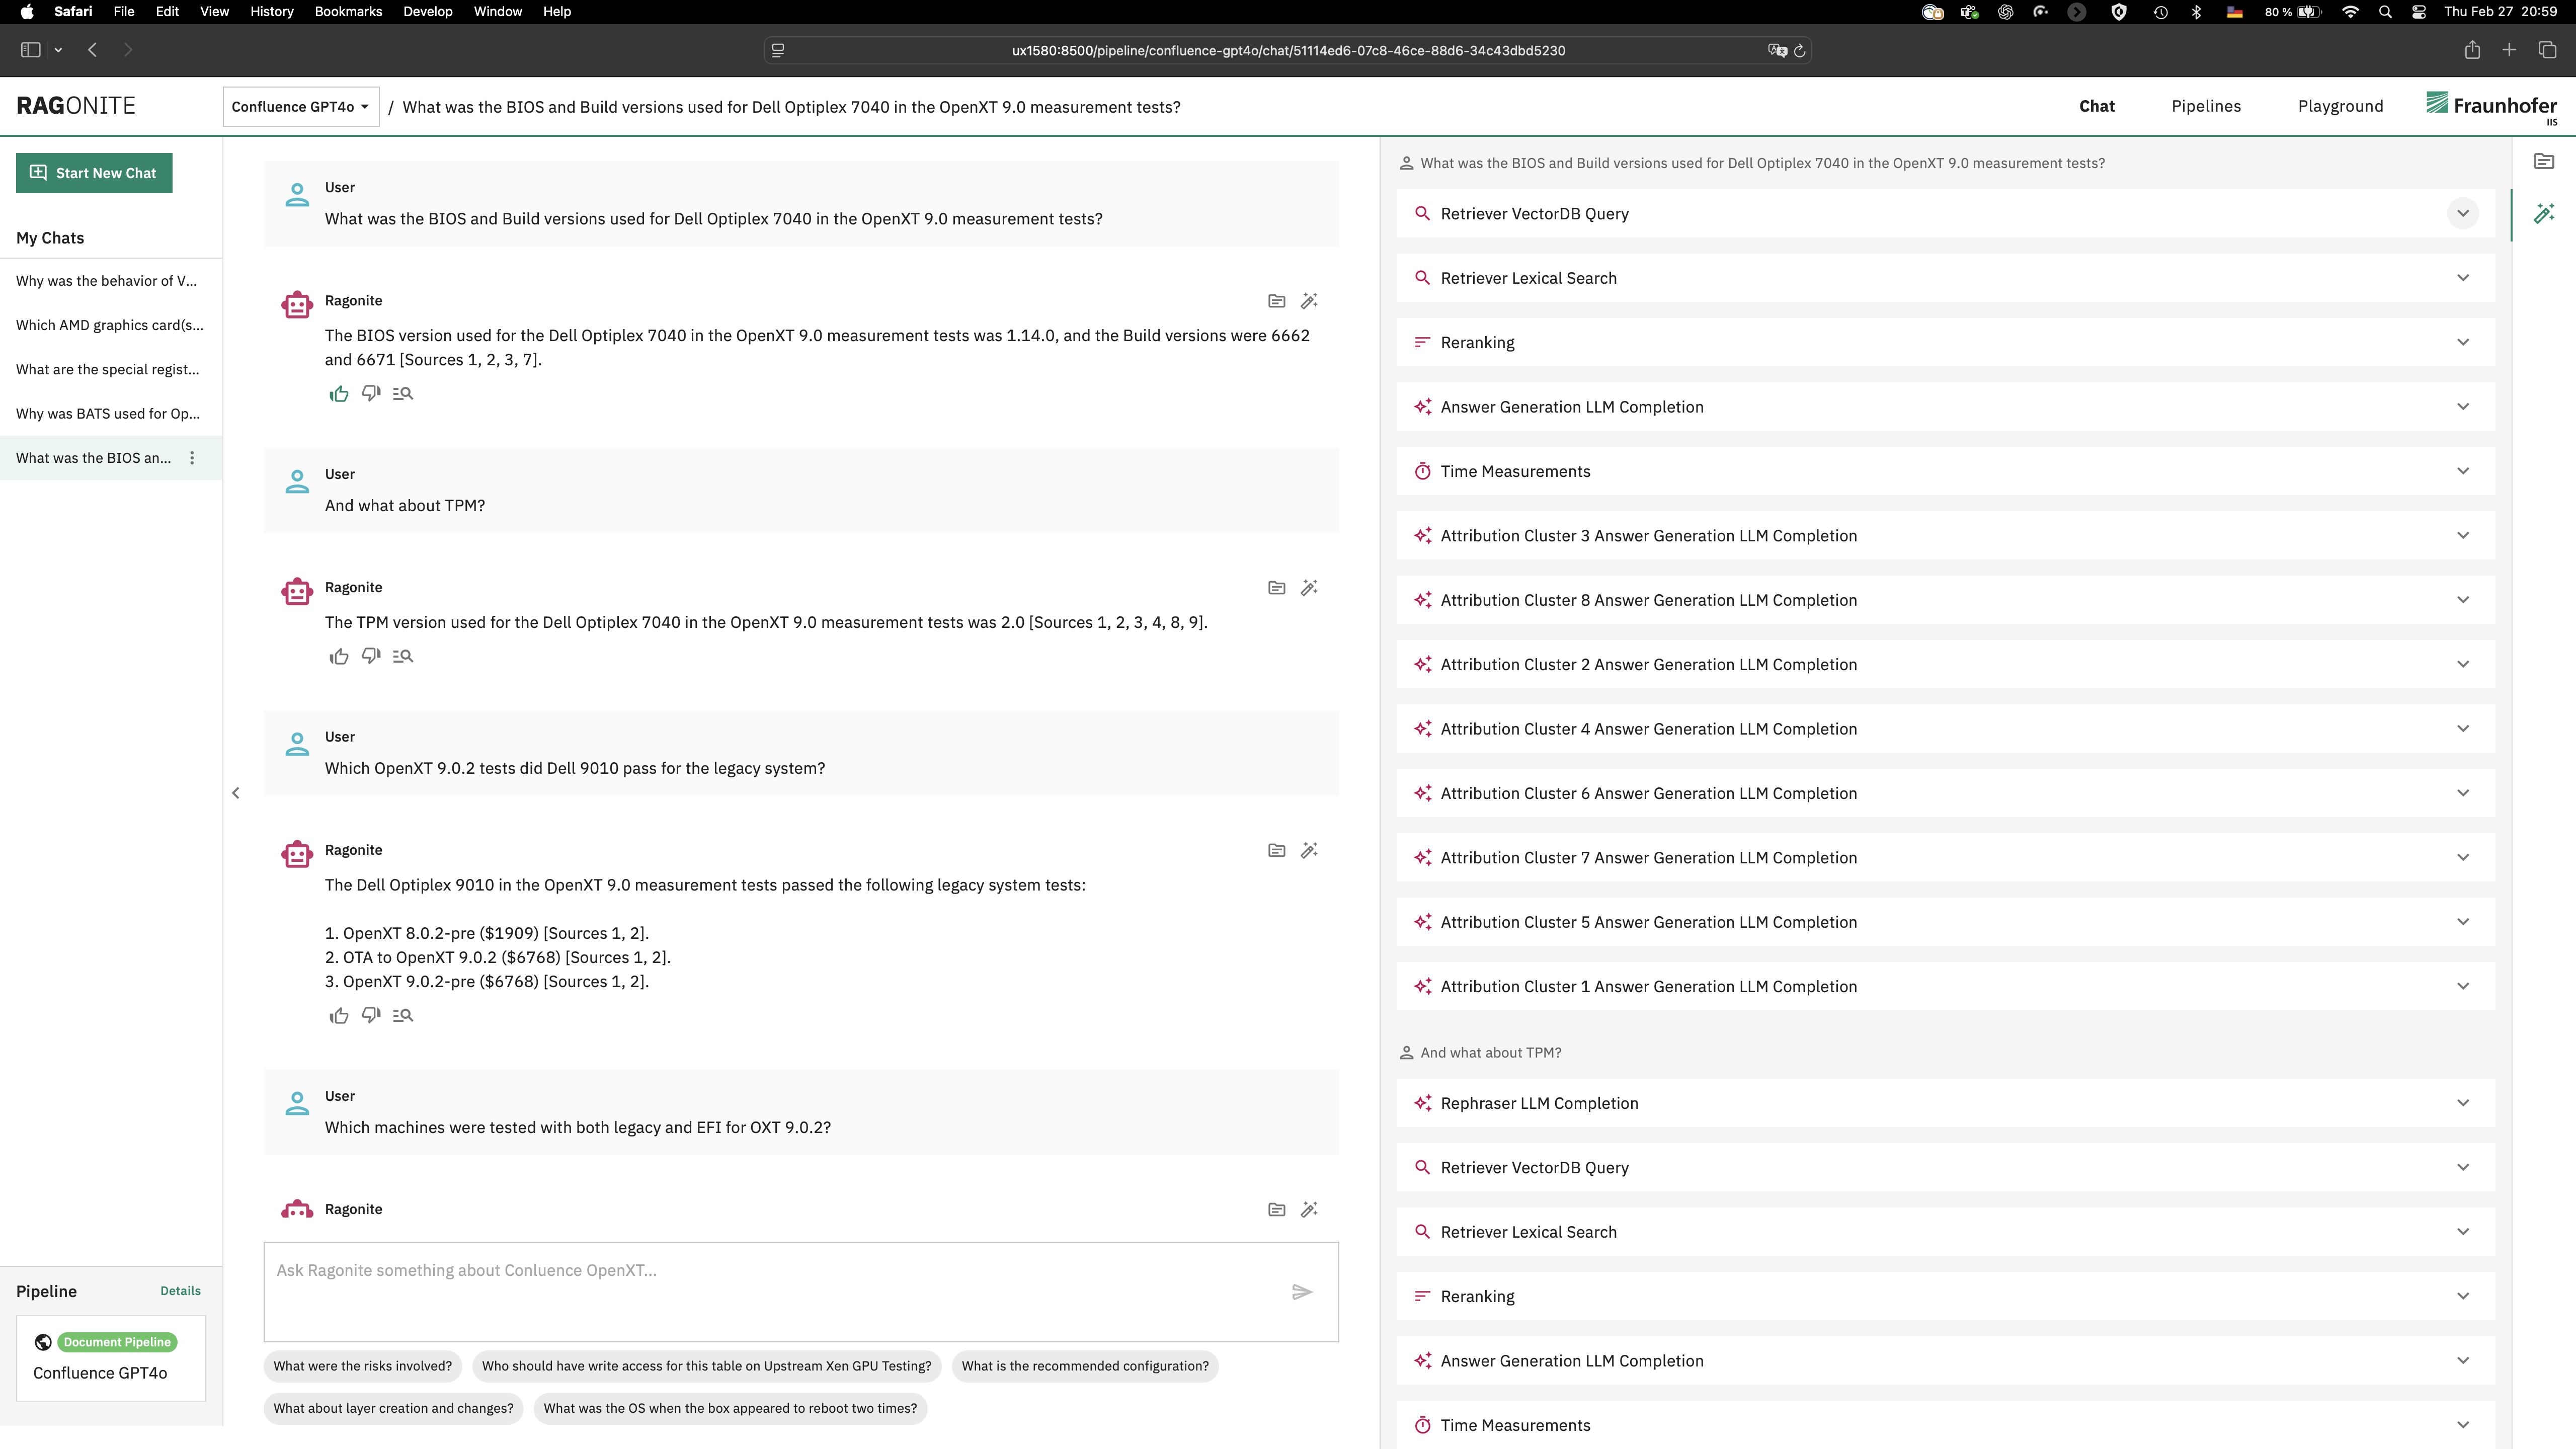 Safari File Edit View History Bookmarks Develop Window Help 80 % Thu Feb 27 20:59
ux1580:8500/pipeline/confluence-gpt4o/chat/51114ed6-07c8-46ce-88d6-34c43dbd5230
RAGONITE
Confluence GPT4o / What was the BIOS and Build versions used for Dell Optiplex 7040 in the OpenXT 9.0 measurement tests?
Chat Pipelines Playground
Fraunhofer
IIS
Start New Chat
My Chats
Why was the behavior of V...
Which AMD graphics card(s...
What are the special regist...
Why was BATS used for Op...
What was the BIOS an...
Pipeline Details
Document Pipeline
Confluence GPT4o
User
What was the BIOS and Build versions used for Dell Optiplex 7040 in the OpenXT 9.0 measurement tests?
Ragonite
The BIOS version used for the Dell Optiplex 7040 in the OpenXT 9.0 measurement tests was 1.14.0, and the Build versions were 6662
and 6671 [Sources 1, 2, 3, 7].
User
And what about TPM?
Ragonite
The TPM version used for the Dell Optiplex 7040 in the OpenXT 9.0 measurement tests was 2.0 [Sources 1, 2, 3, 4, 8, 9].
User
Which OpenXT 9.0.2 tests did Dell 9010 pass for the legacy system?
Ragonite
The Dell Optiplex 9010 in the OpenXT 9.0 measurement tests passed the following legacy system tests:
1. OpenXT 8.0.2-pre ($1909) [Sources 1, 2].
2. OTA to OpenXT 9.0.2 ($6768) [Sources 1, 2].
3. OpenXT 9.0.2-pre ($6768) [Sources 1, 2].
User
Which machines were tested with both legacy and EFI for OXT 9.0.2?
Ragonite
Ask Ragonite something about Conluence OpenXT...
What were the risks involved?
Who should have write access for this table on Upstream Xen GPU Testing?
What is the recommended configuration?
What about layer creation and changes?
What was the OS when the box appeared to reboot two times?
What was the BIOS and Build versions used for Dell Optiplex 7040 in the OpenXT 9.0 measurement tests?
Retriever VectorDB Query
Retriever Lexical Search
Reranking
Answer Generation LLM Completion
Time Measurements
Attribution Cluster 3 Answer Generation LLM Completion
Attribution Cluster 8 Answer Generation LLM Completion
Attribution Cluster 2 Answer Generation LLM Completion
Attribution Cluster 4 Answer Generation LLM Completion
Attribution Cluster 6 Answer Generation LLM Completion
Attribution Cluster 7 Answer Generation LLM Completion
Attribution Cluster 5 Answer Generation LLM Completion
Attribution Cluster 1 Answer Generation LLM Completion
And what about TPM?
Rephraser LLM Completion
Retriever VectorDB Query
Retriever Lexical Search
Reranking
Answer Generation LLM Completion
Time Measurements